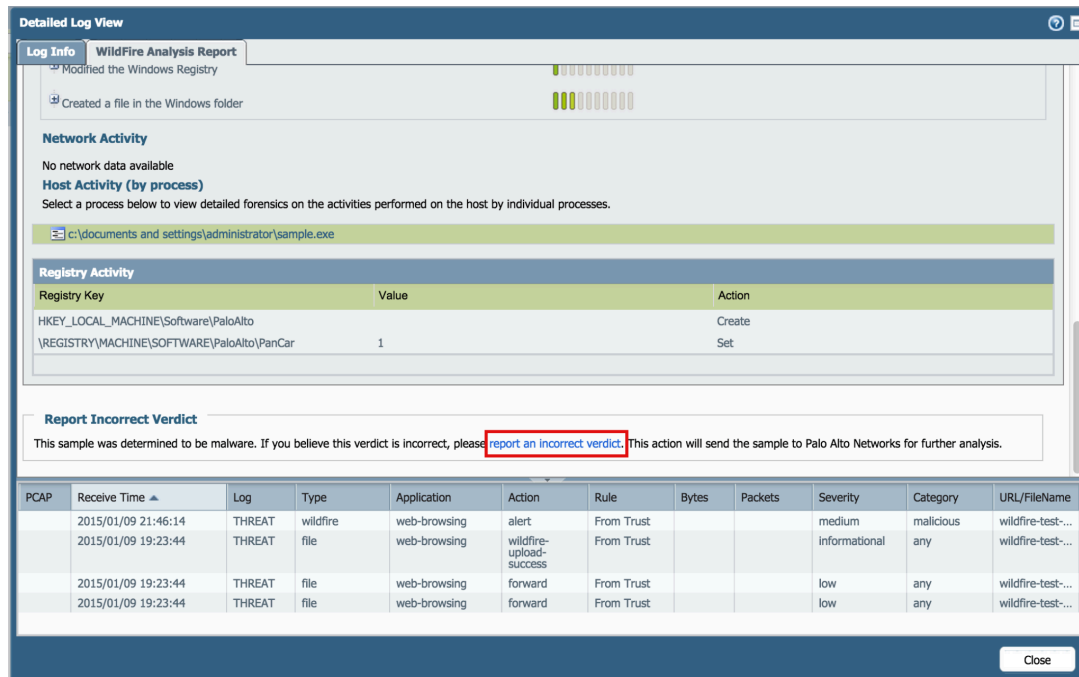 Detailed Log View
Log Info WildFire Analysis Report
Modified the Windows Registry
Created a file in the Windows folder
Network Activity
No network data available
Host Activity (by process)
Select a process below to view detailed forensics on the activities performed on the host by individual processes.
c:\documents and settings\administrator\sample.exe
Registry Activity
Registry Key Value Action
HKEY_LOCAL_MACHINE\Software\PaloAlto Create
\REGISTRY\MACHINE\SOFTWARE\PaloAlto\PanCar 1 Set
Report Incorrect Verdict
This sample was determined to be malware. If you believe this verdict is incorrect, please report an incorrect verdict. This action will send the sample to Palo Alto Networks for further analysis.
PCAP Receive Time Log Type Application Action Rule Bytes Packets Severity Category URL/FileName
2015/01/09 21:46:14 THREAT wildfire web-browsing alert From Trust medium malicious wildfire-test-...
2015/01/09 19:23:44 THREAT file web-browsing wildfire- From Trust informational any wildfire-test-...
upload-
success
2015/01/09 19:23:44 THREAT file web-browsing forward From Trust low any wildfire-test-...
2015/01/09 19:23:44 THREAT file web-browsing forward From Trust low any wildfire-test-...
Close